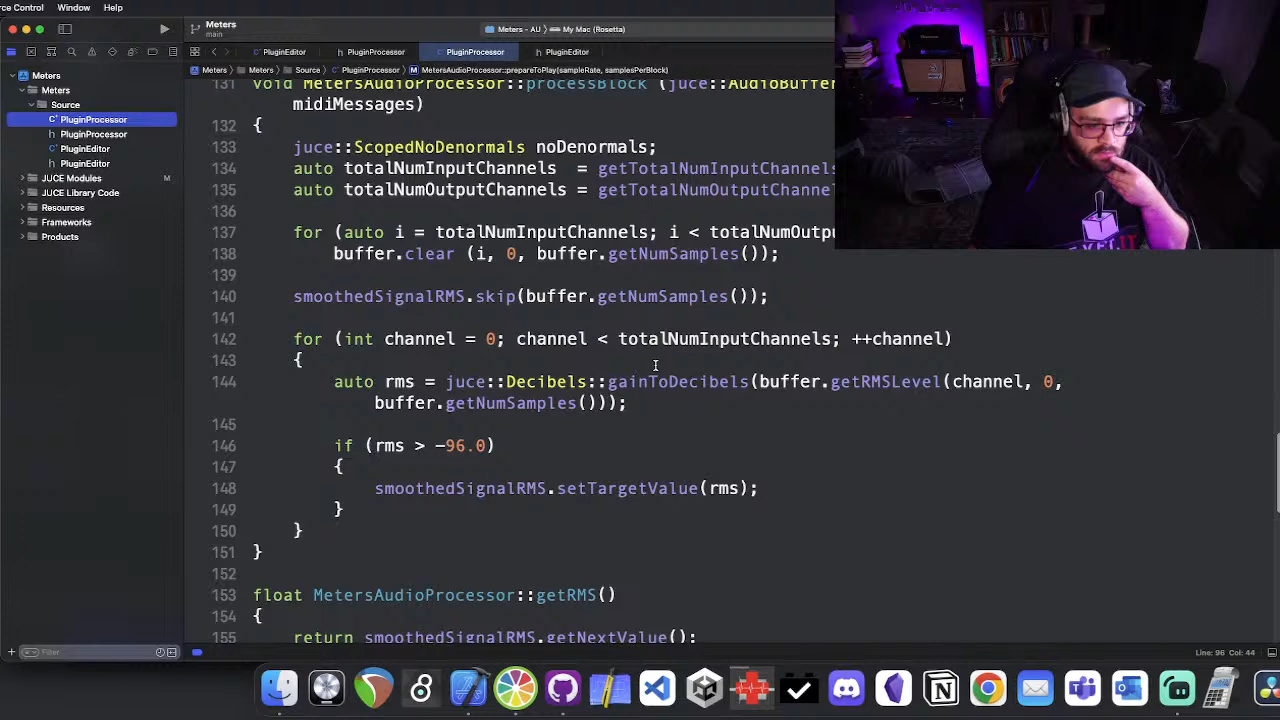 ce Control Window Help
Meters
main
Meters - AU › My Mac (Rosetta)
PluginEditor
PluginProcessor
PluginProcessor
PluginEditor
Meters › Meters › Source › PluginProcessor › MetersAudioProcessor::prepareToPlay(sampleRate, samplesPerBlock)
Meters
Meters
Source
PluginProcessor
PluginProcessor
PluginEditor
PluginEditor
JUCE Modules M
JUCE Library Code
Resources
Frameworks
Products
131 void MetersAudioProcessor::processBlock (juce::AudioBuffer
midiMessages)
132 {
133 juce::ScopedNoDenormals noDenormals;
134 auto totalNumInputChannels = getTotalNumInputChannels
135 auto totalNumOutputChannels = getTotalNumOutputChannel
136
137 for (auto i = totalNumInputChannels; i < totalNumOutpu
138 buffer.clear (i, 0, buffer.getNumSamples());
139
140 smoothedSignalRMS.skip(buffer.getNumSamples());
141
142 for (int channel = 0; channel < totalNumInputChannels; ++channel)
143 {
144 auto rms = juce::Decibels::gainToDecibels(buffer.getRMSLevel(channel, 0,
buffer.getNumSamples()));
145
146 if (rms > -96.0)
147 {
148 smoothedSignalRMS.setTargetValue(rms);
149 }
150 }
151 }
152
153 float MetersAudioProcessor::getRMS()
154 {
155 return smoothedSignalRMS.getNextValue();
Filter
Line: 96 Col: 44